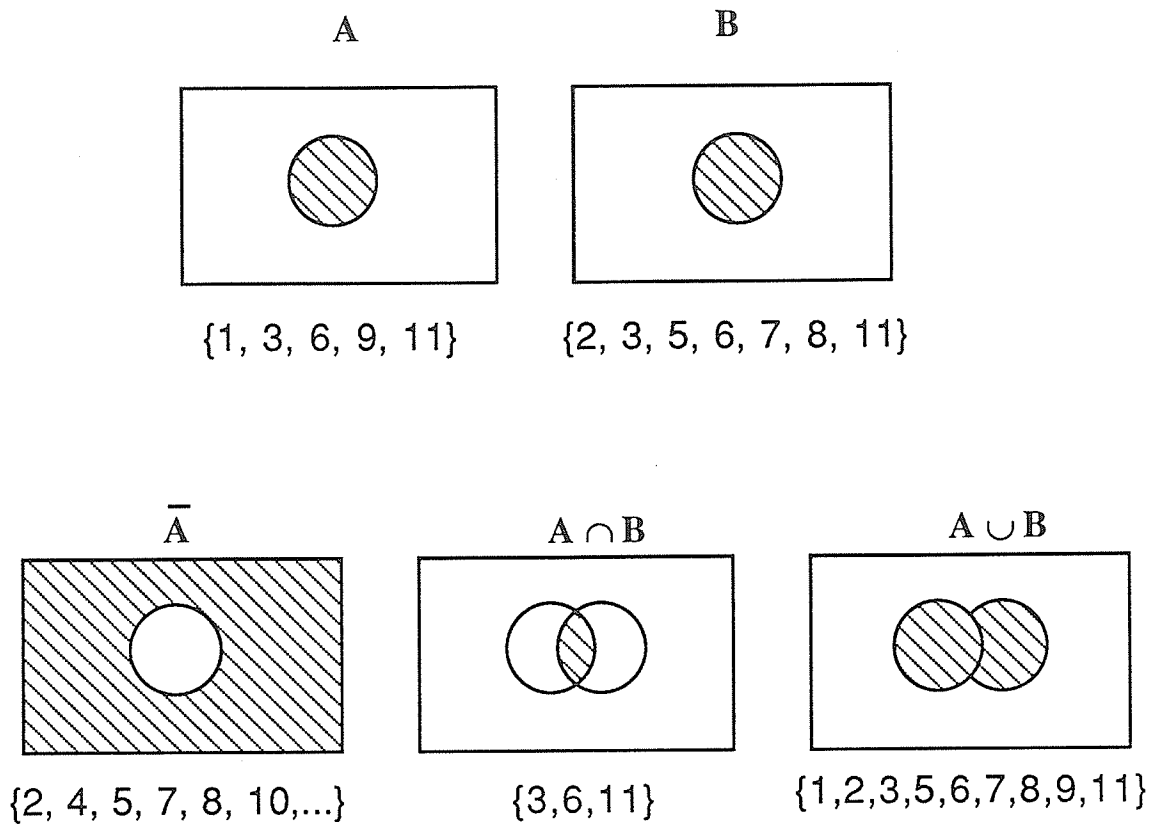 A B
{1, 3, 6, 9, 11} {2, 3, 5, 6, 7, 8, 11}
A̅ A ∩ B A ∪ B
{2, 4, 5, 7, 8, 10,...} {3,6,11} {1,2,3,5,6,7,8,9,11}